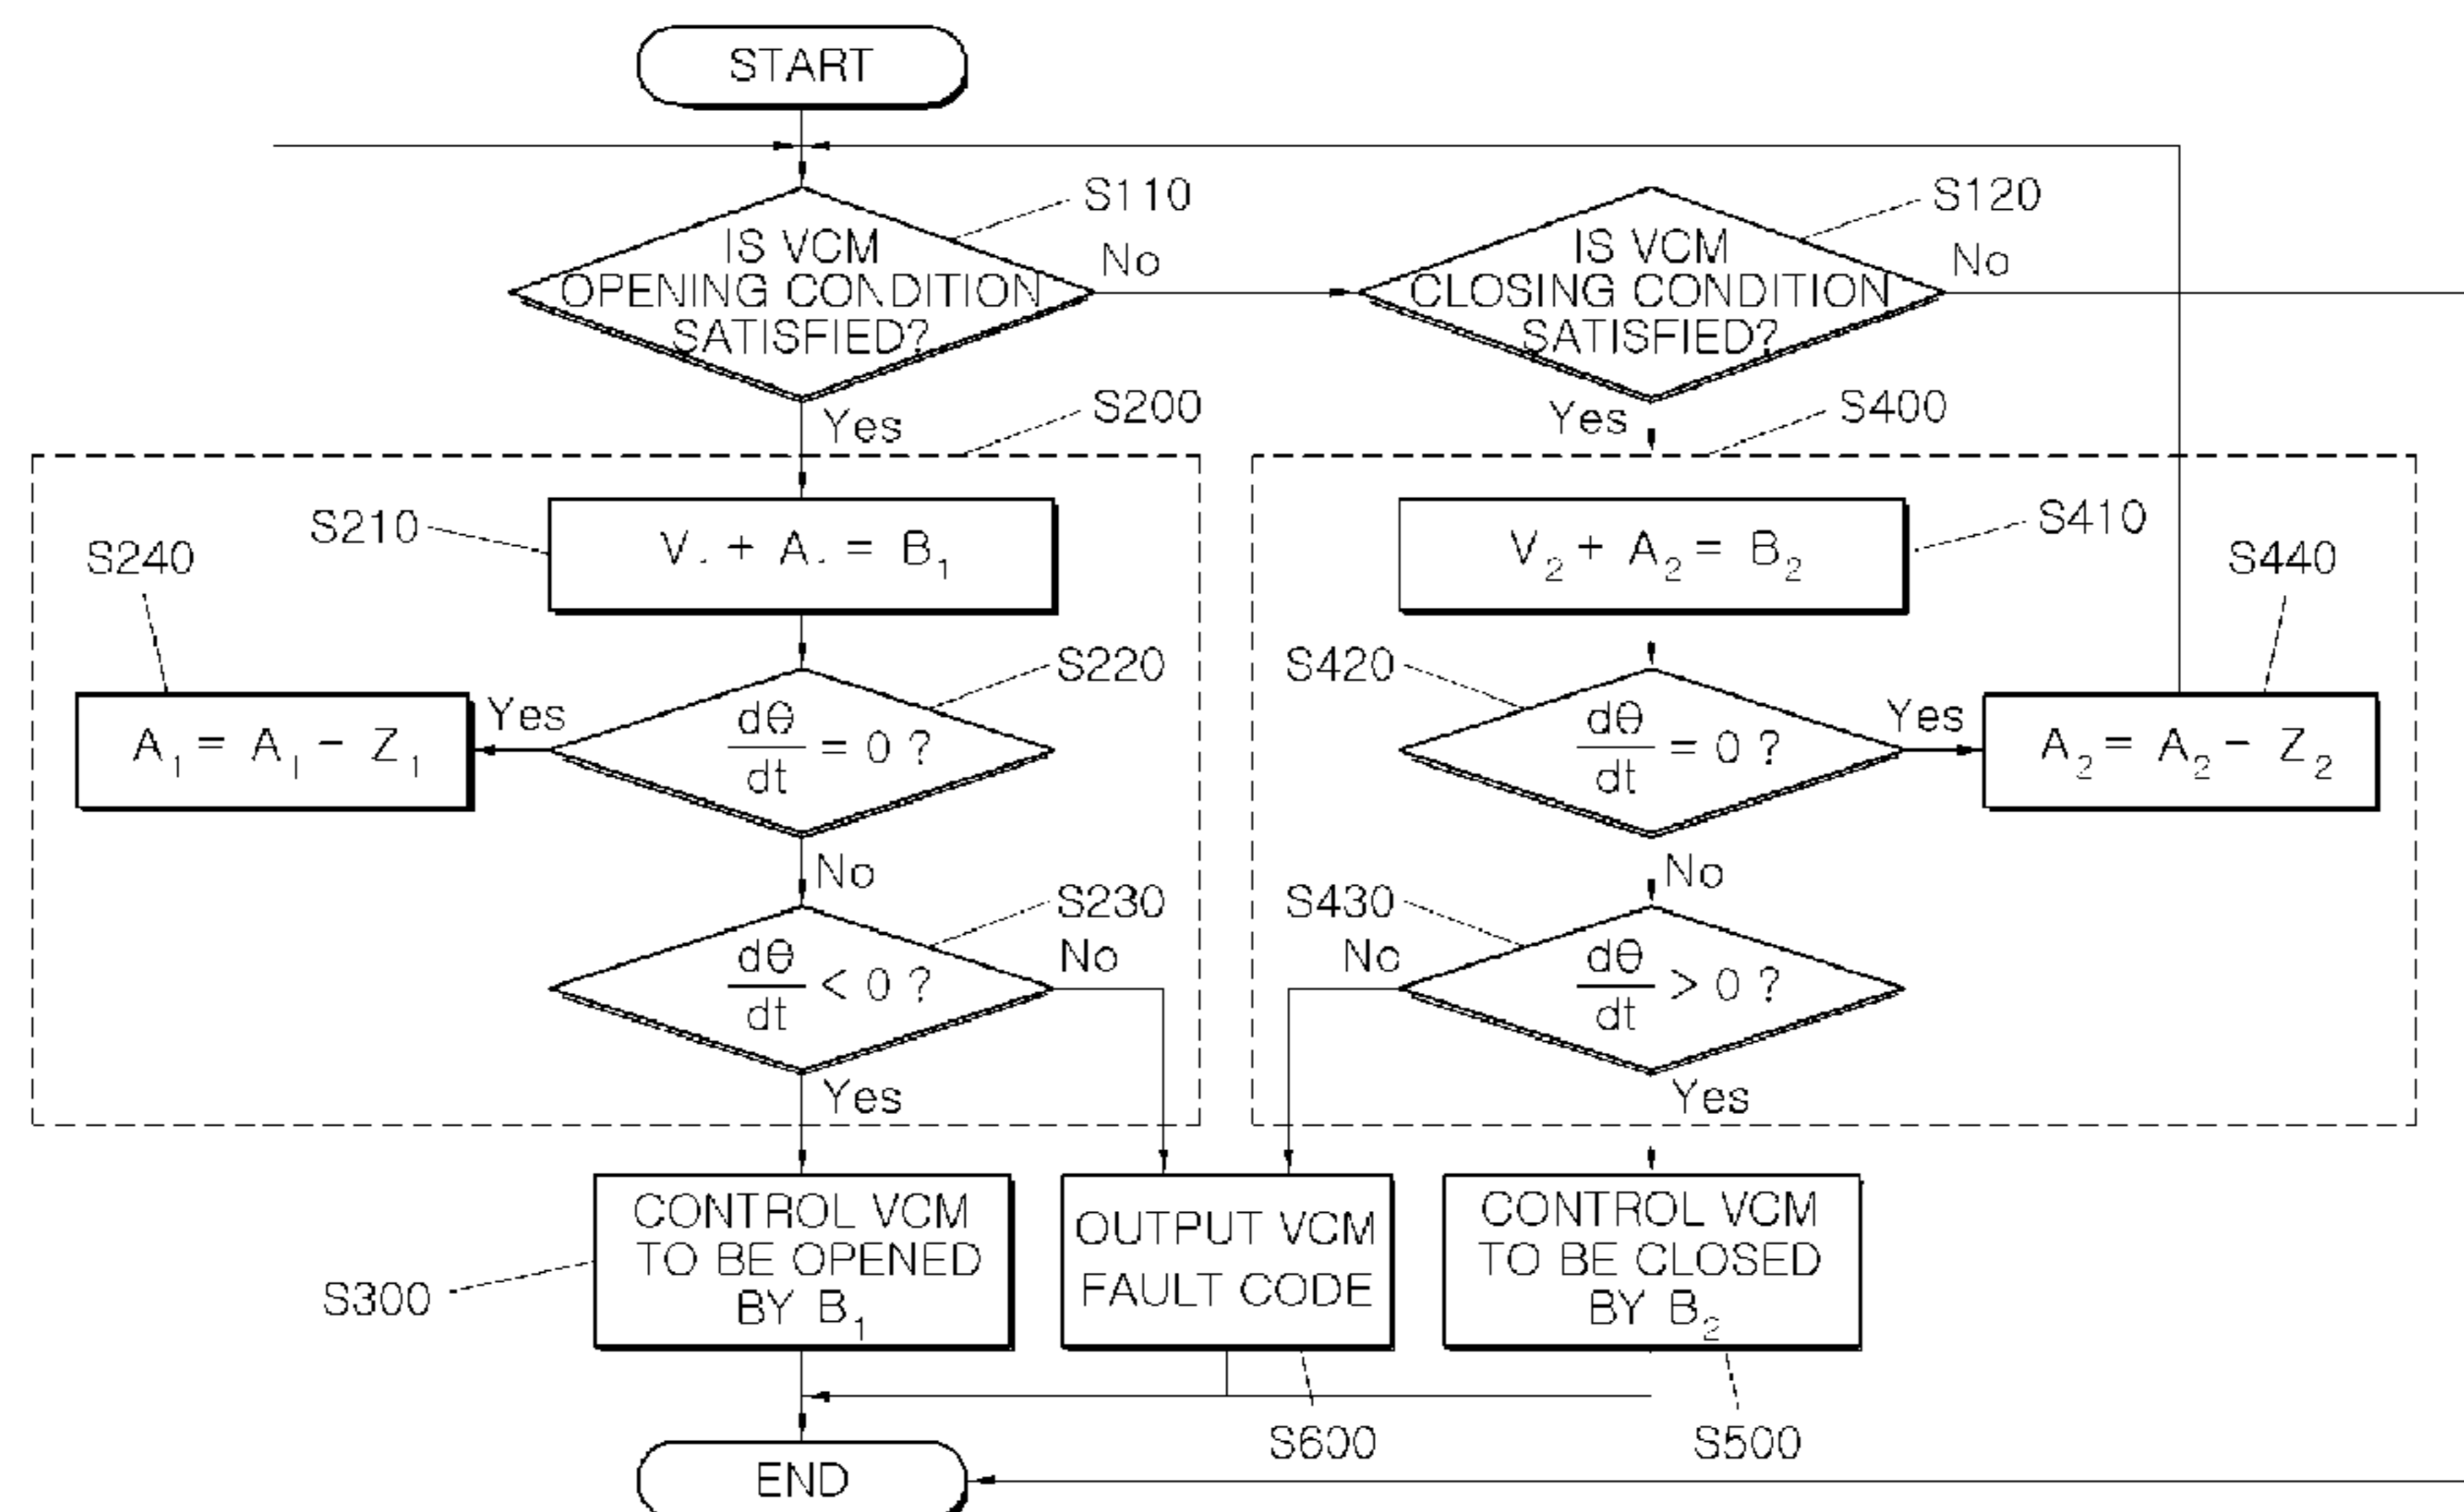 START
S110
IS VCM
OPENING CONDITION
SATISFIED?
No
Yes
S120
IS VCM
CLOSING CONDITION
SATISFIED?
No
Yes
S200
S210
V. + A. = B₁
S240
A₁ = A₁ - Z₁
Yes
S220
dθ
dt
= 0 ?
No
S230
dθ
dt
< 0 ?
No
Yes
S400
S410
V₂ + A₂ = B₂
S440
A₂ = A₂ - Z₂
S420
dθ
dt
= 0 ?
Yes
No
S430
dθ
dt
> 0 ?
No
Yes
S300
CONTROL VCM
TO BE OPENED
BY B₁
OUTPUT VCM
FAULT CODE
S600
CONTROL VCM
TO BE CLOSED
BY B₂
S500
END